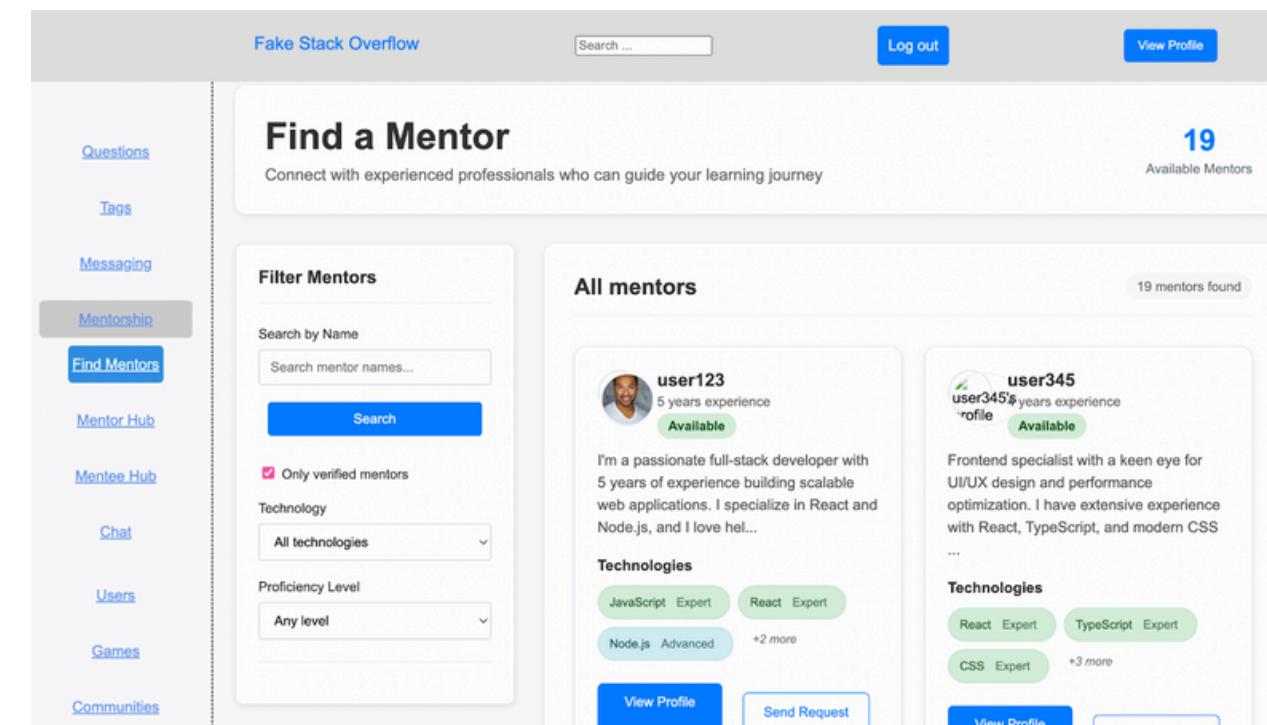 Fake Stack Overflow
Search ...
Log out
View Profile
Questions
Tags
Messaging
Mentorship
Find Mentors
Mentor Hub
Mentee Hub
Chat
Users
Games
Communities
Find a Mentor
Connect with experienced professionals who can guide your learning journey
19
Available Mentors
Filter Mentors
Search by Name
Search mentor names...
Search
Only verified mentors
Technology
All technologies
Proficiency Level
Any level
All mentors
19 mentors found
user123
5 years experience
Available
I'm a passionate full-stack developer with
5 years of experience building scalable
web applications. I specialize in React and
Node.js, and I love hel...
Technologies
JavaScript Expert
React Expert
Node.js Advanced
+2 more
View Profile
Send Request
user345's
profile
user345
years experience
Available
Frontend specialist with a keen eye for
UI/UX design and performance
optimization. I have extensive experience
with React, TypeScript, and modern CSS
...
Technologies
React Expert
TypeScript Expert
CSS Expert
+3 more
View Profile